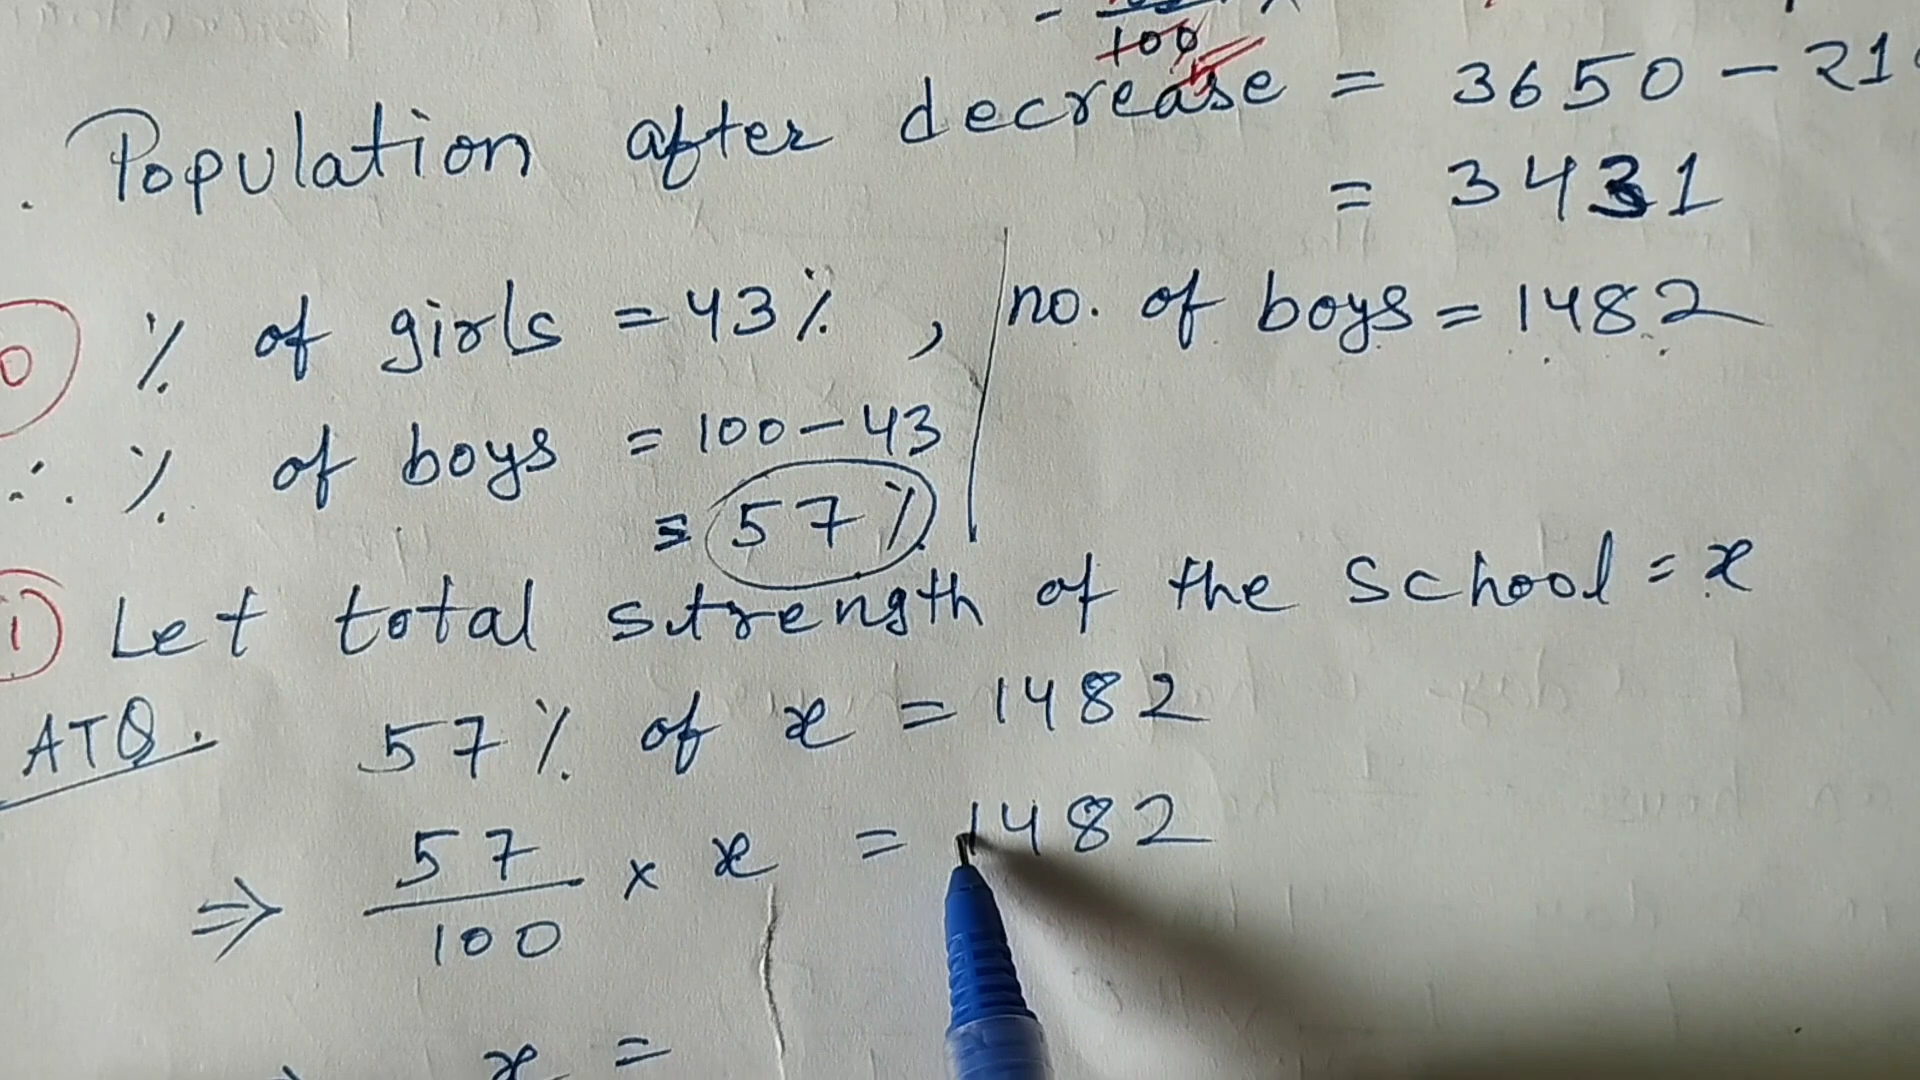 100
Population after decrease = 3650 - 21
= 3431
% of girls = 43% , no. of boys = 1482
∴ % of boys = 100 - 43
= 57%
Let total strength of the school = x
ATQ. 57% of x = 1482
⇒ 57/100 × x = 1482
x =